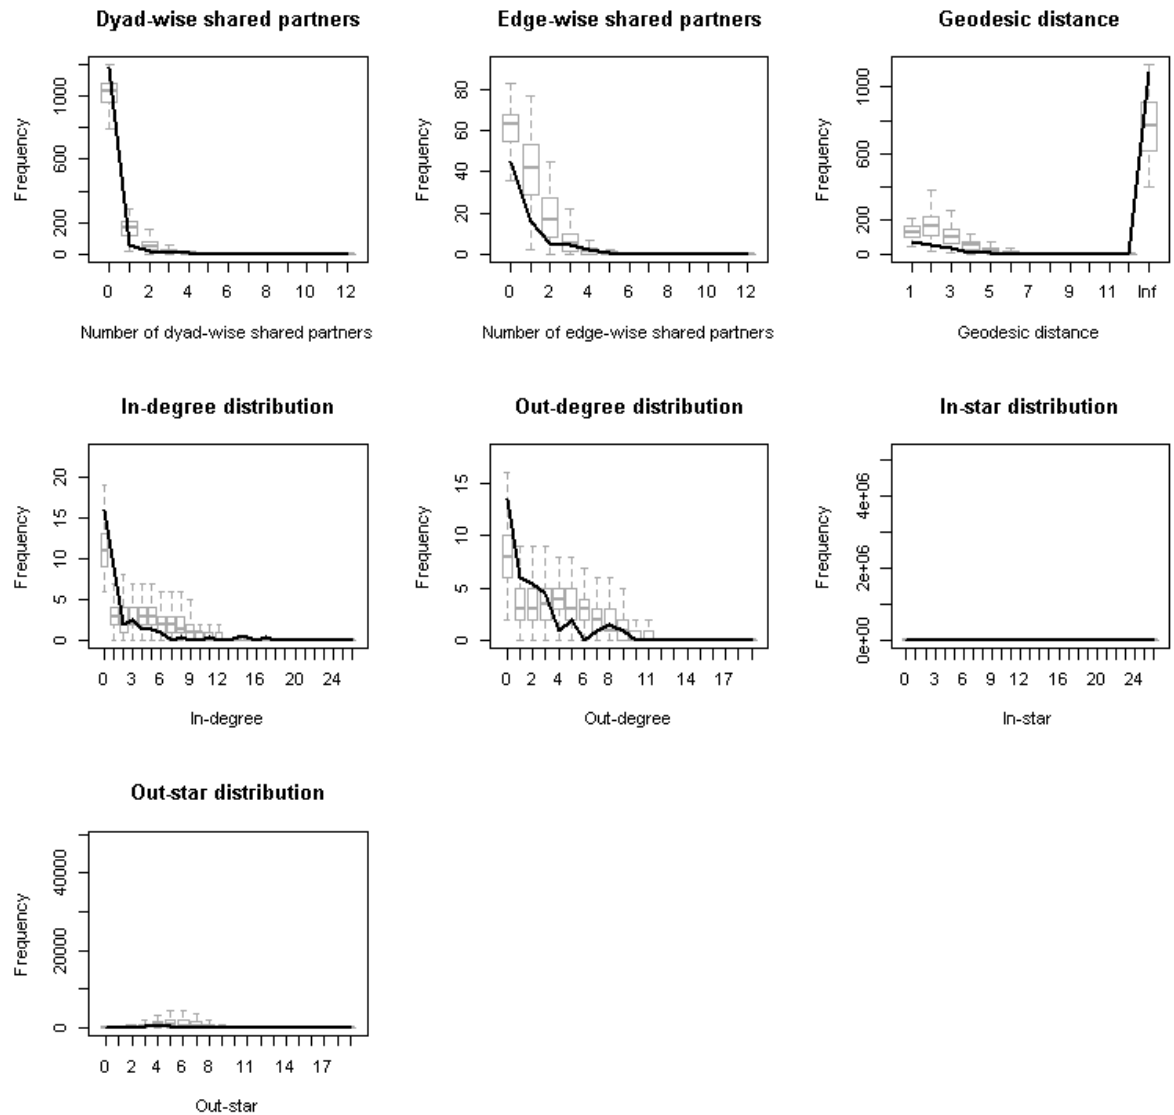 Dyad-wise shared partners
Frequency
0 200 600 1000
0 2 4 6 8 10 12
Number of dyad-wise shared partners
Edge-wise shared partners
Frequency
0 20 40 60 80
0 2 4 6 8 10 12
Number of edge-wise shared partners
Geodesic distance
Frequency
0 200 600 1000
1 3 5 7 9 11 Inf
Geodesic distance
In-degree distribution
Frequency
0 5 10 15 20
0 3 6 9 12 16 20 24
In-degree
Out-degree distribution
Frequency
0 5 10 15
0 2 4 6 8 11 14 17
Out-degree
In-star distribution
Frequency
0e+00 2e+06 4e+06
0 3 6 9 12 16 20 24
In-star
Out-star distribution
Frequency
0 20000 40000
0 2 4 6 8 11 14 17
Out-star